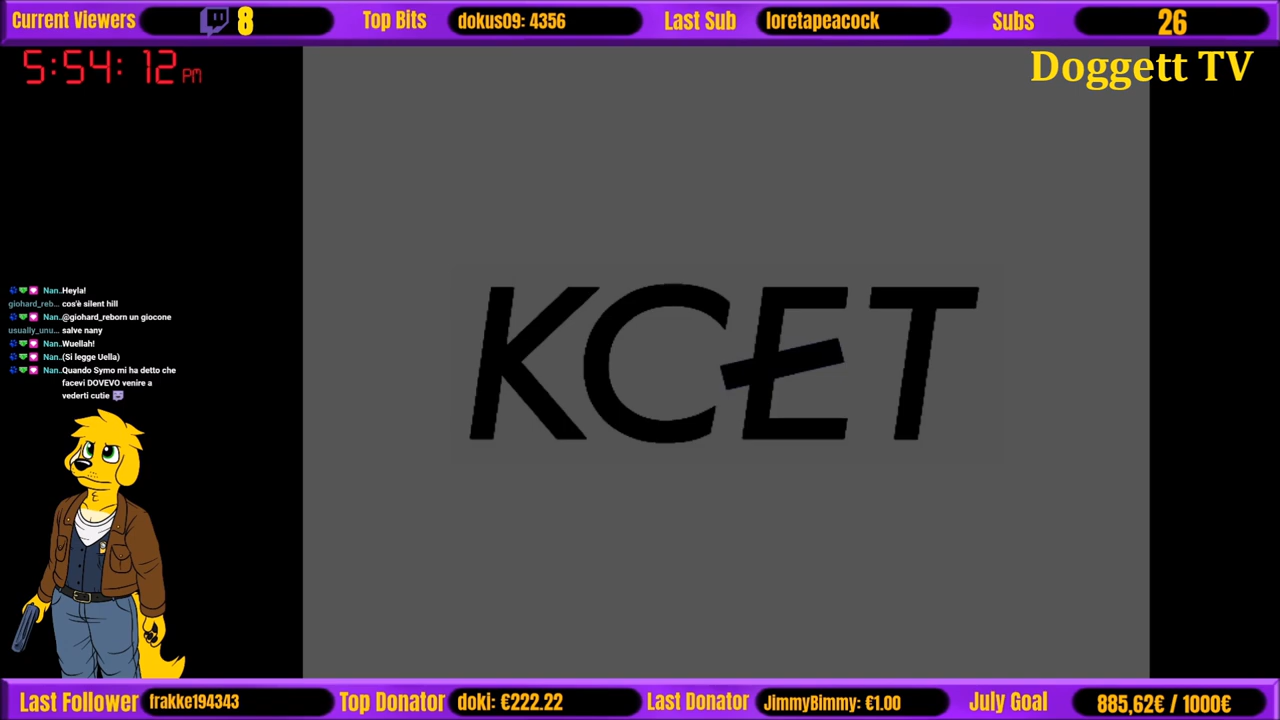 Current Viewers 8 Top Bits dokus09: 4356 Last Sub loretapeacock Subs 26
5:54:12 PM
Doggett TV
KCET
Nan..Heyla!
giohard_reb... cos'è silent hill
Nan..@giohard_reborn un giocone
usually_unu... salve nany
Nan..Wuellah!
Nan..(Si legge Uella)
Nan..Quando Symo mi ha detto che
facevi DOVEVO venire a
vederti cutie
Last Follower frakke194343 Top Donator doki: €222.22 Last Donator JimmyBimmy: €1.00 July Goal 885,62€ / 1000€